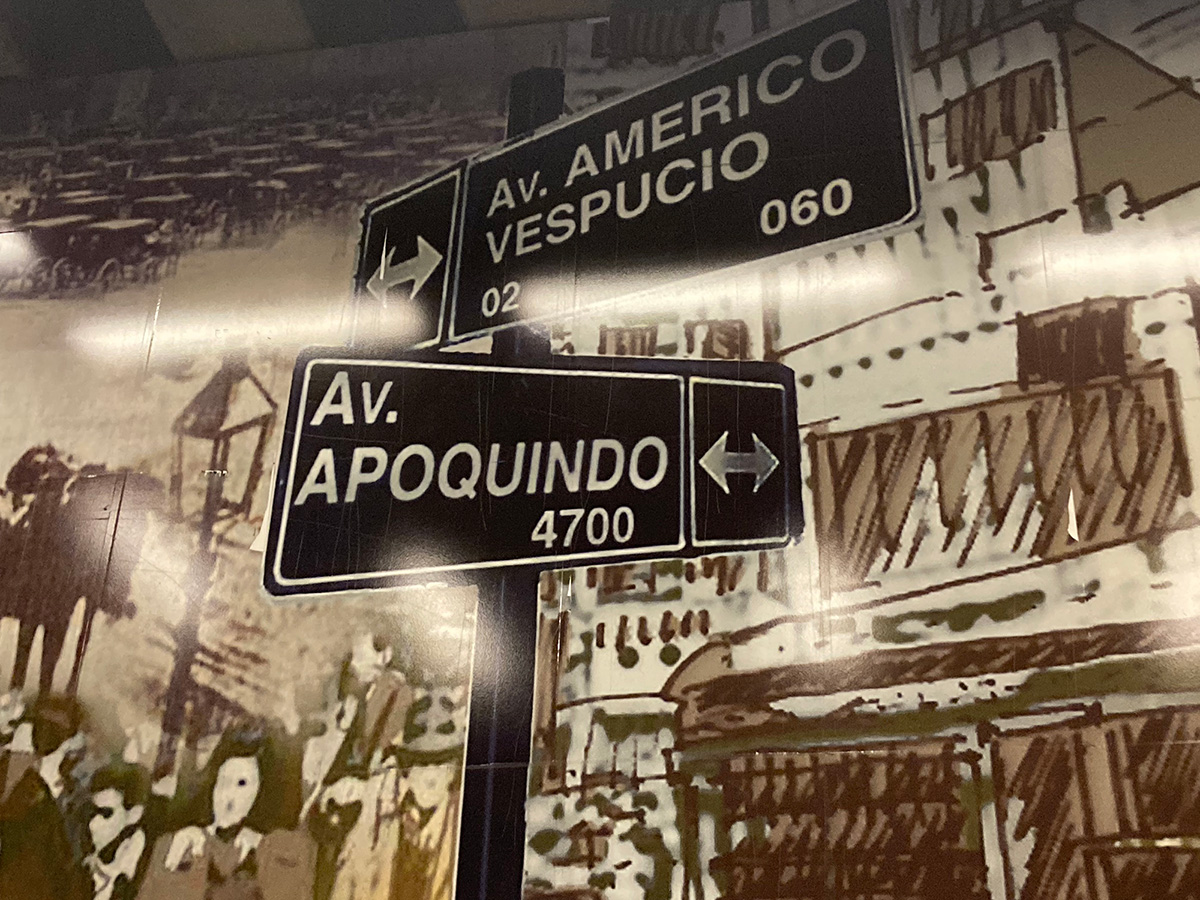 Av. AMERICO
VESPUCIO
060
02
Av.
APOQUINDO
4700